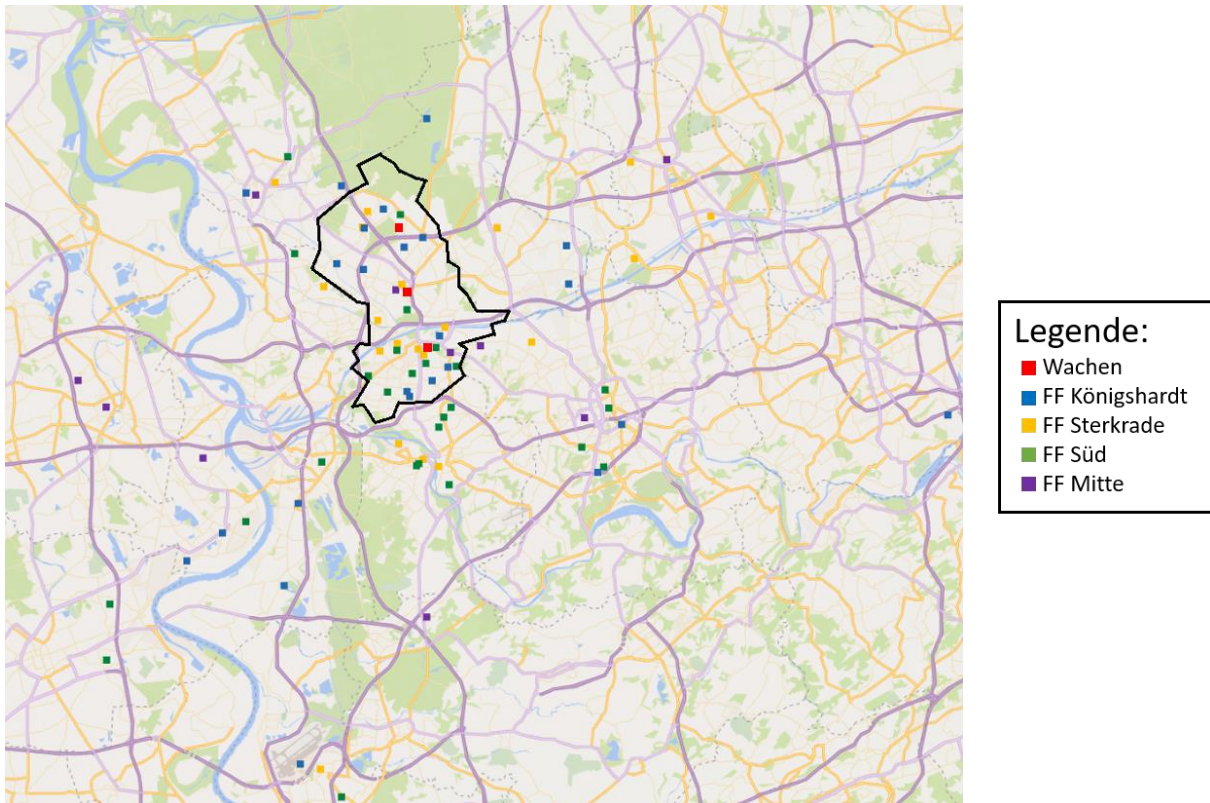 Legende:
Wachen
FF Königshardt
FF Sterkrade
FF Süd
FF Mitte